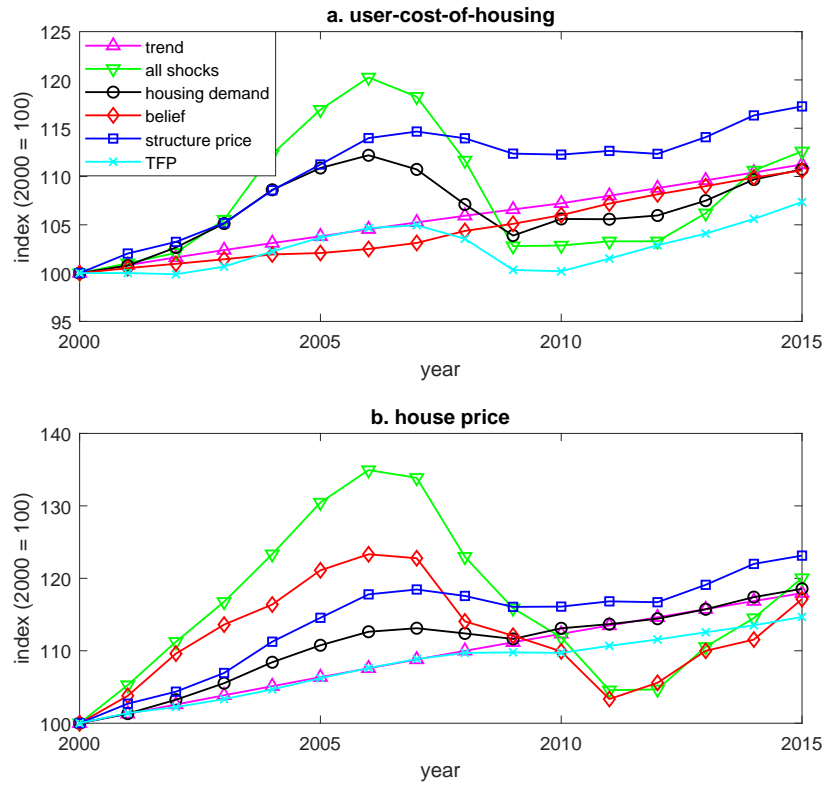 a. user-cost-of-housing
125
120
115
110
105
100
95
index (2000 = 100)
trend
all shocks
housing demand
belief
structure price
TFP
2000 2005 2010 2015
year
b. house price
140
130
120
110
100
index (2000 = 100)
2000 2005 2010 2015
year